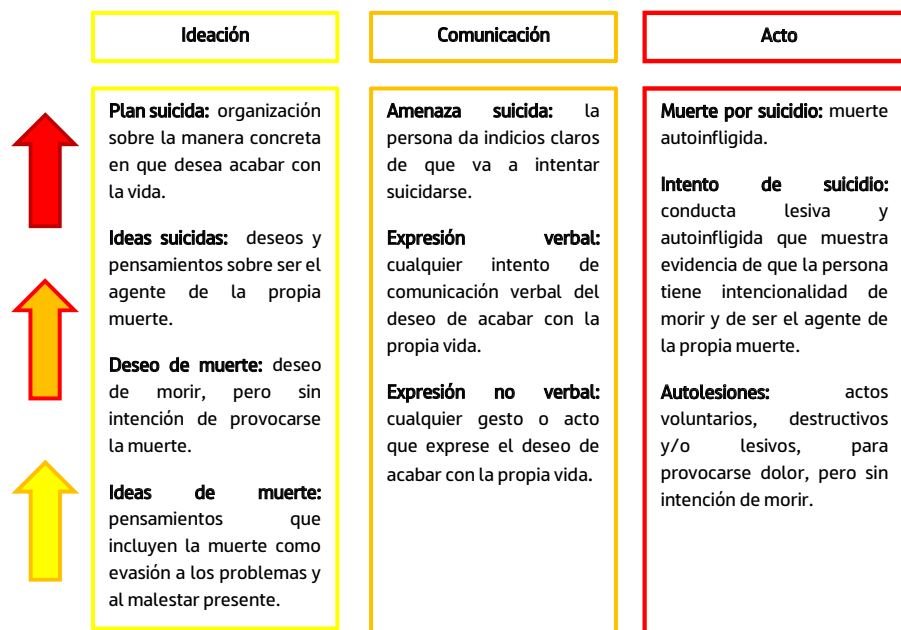 Ideación
Comunicación
Acto
Plan suicida: organización
sobre la manera concreta
en que desea acabar con
la vida.
Ideas suicidas: deseos y
pensamientos sobre ser el
agente de la propia
muerte.
Deseo de muerte: deseo
de morir, pero sin
intención de provocarse
la muerte.
Ideas de muerte:
pensamientos que
incluyen la muerte como
evasión a los problemas y
al malestar presente.
Amenaza suicida: la
persona da indicios claros
de que va a intentar
suicidarse.
Expresión verbal:
cualquier intento de
comunicación verbal del
deseo de acabar con la
propia vida.
Expresión no verbal:
cualquier gesto o acto
que exprese el deseo de
acabar con la propia vida.
Muerte por suicidio: muerte
autoinfligida.
Intento de suicidio:
conducta lesiva y
autoinfligida que muestra
evidencia de que la persona
tiene intencionalidad de
morir y de ser el agente de
la propia muerte.
Autolesiones: actos
voluntarios, destructivos
y/o lesivos, para
provocarse dolor, pero sin
intención de morir.